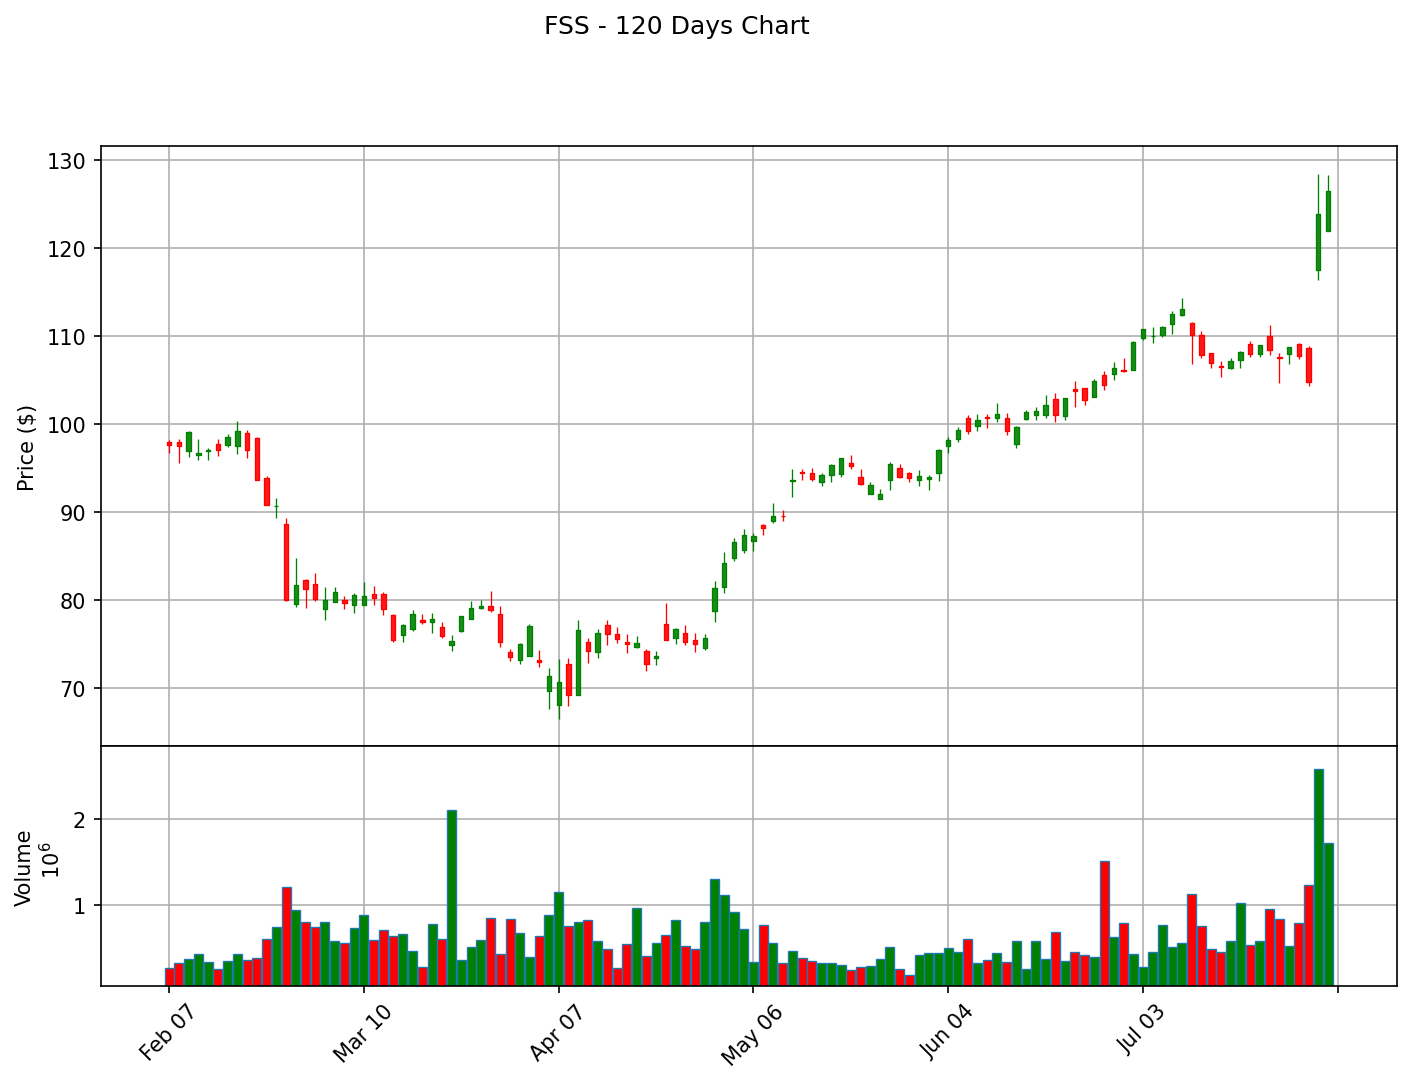 FSS - 120 Days Chart
130
120
110
100
90
80
70
Price ($)
2
1
Volume
10^6
Feb 07
Mar 10
Apr 07
May 06
Jun 04
Jul 03